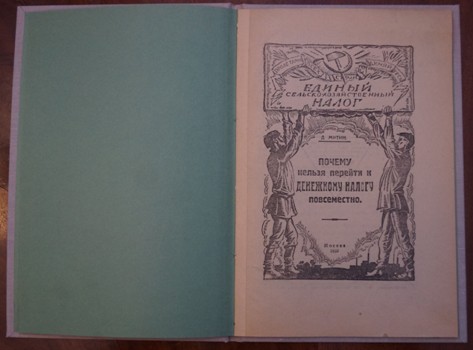 ЕДИНЫЙ
СЕЛЬСКОХОЗЯЙСТВЕННЫЙ
НАЛОГ
ПОЧЕМУ
нельзя перейти к
ДЕНЕЖНОМУ НАЛОГУ
повсеместно.
Москва